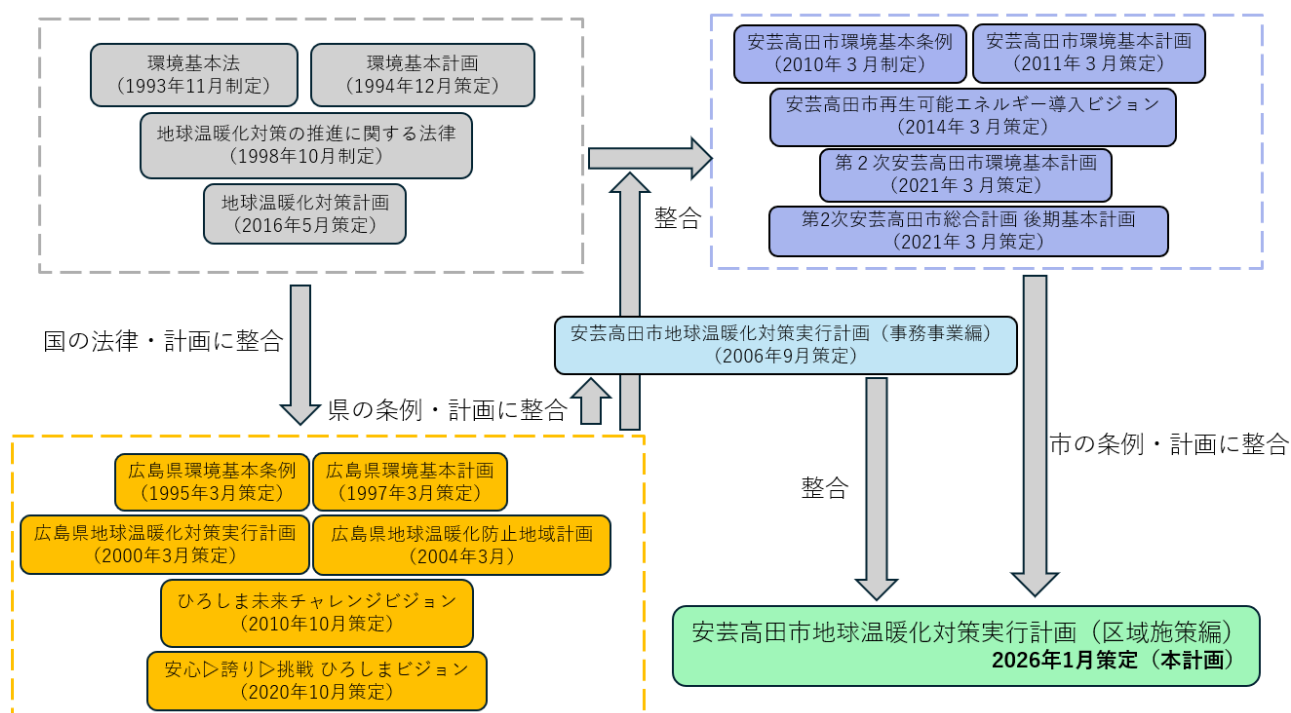 環境基本法
(1993年11月制定)
環境基本計画
(1994年12月策定)
地球温暖化対策の推進に関する法律
(1998年10月制定)
地球温暖化対策計画
(2016年5月策定)
安芸高田市環境基本条例
(2010年３月制定)
安芸高田市環境基本計画
(2011年３月策定)
安芸高田市再生可能エネルギー導入ビジョン
(2014年３月策定)
第２次安芸高田市環境基本計画
(2021年３月策定)
第2次安芸高田市総合計画 後期基本計画
(2021年３月策定)
整合
国の法律・計画に整合
安芸高田市地球温暖化対策実行計画（事務事業編）
(2006年9月策定)
県の条例・計画に整合
市の条例・計画に整合
整合
広島県環境基本条例
(1995年3月策定)
広島県環境基本計画
(1997年3月策定)
広島県地球温暖化対策実行計画
(2000年3月策定)
広島県地球温暖化防止地域計画
(2004年3月)
ひろしま未来チャレンジビジョン
(2010年10月策定)
安心▷誇り▷挑戦 ひろしまビジョン
(2020年10月策定)
安芸高田市地球温暖化対策実行計画（区域施策編）
2026年1月策定（本計画）